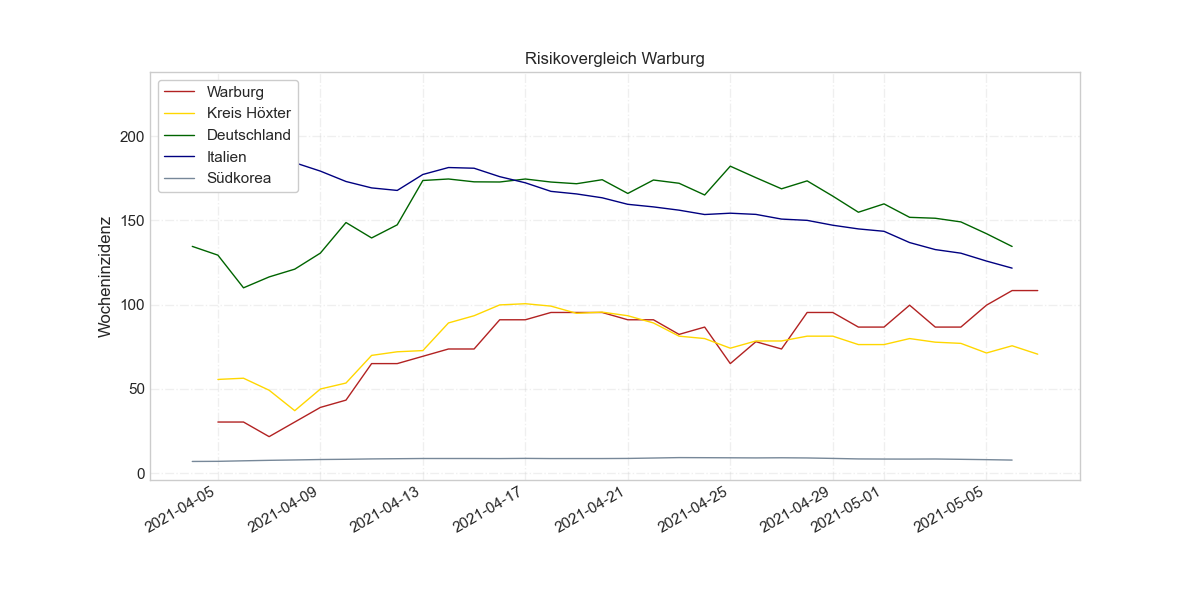 Risikovergleich Warburg
Warburg
Kreis Höxter
Deutschland
Italien
Südkorea
Wocheninzidenz
200
150
100
50
0
2021-04-05
2021-04-09
2021-04-13
2021-04-17
2021-04-21
2021-04-25
2021-04-29
2021-05-01
2021-05-05